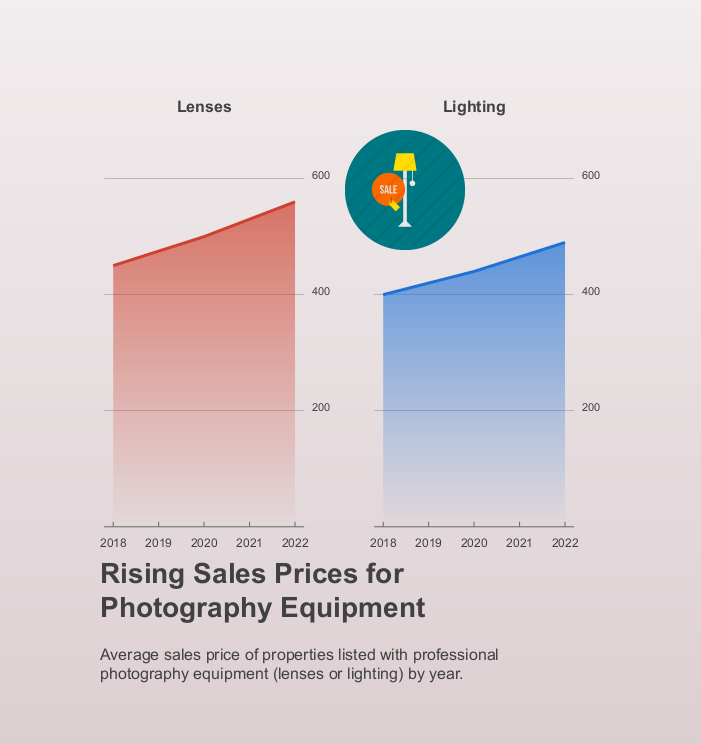 Lenses
Lighting
600
400
200
2018 2019 2020 2021 2022
SALE
600
400
200
2018 2019 2020 2021 2022
Rising Sales Prices for
Photography Equipment
Average sales price of properties listed with professional
photography equipment (lenses or lighting) by year.